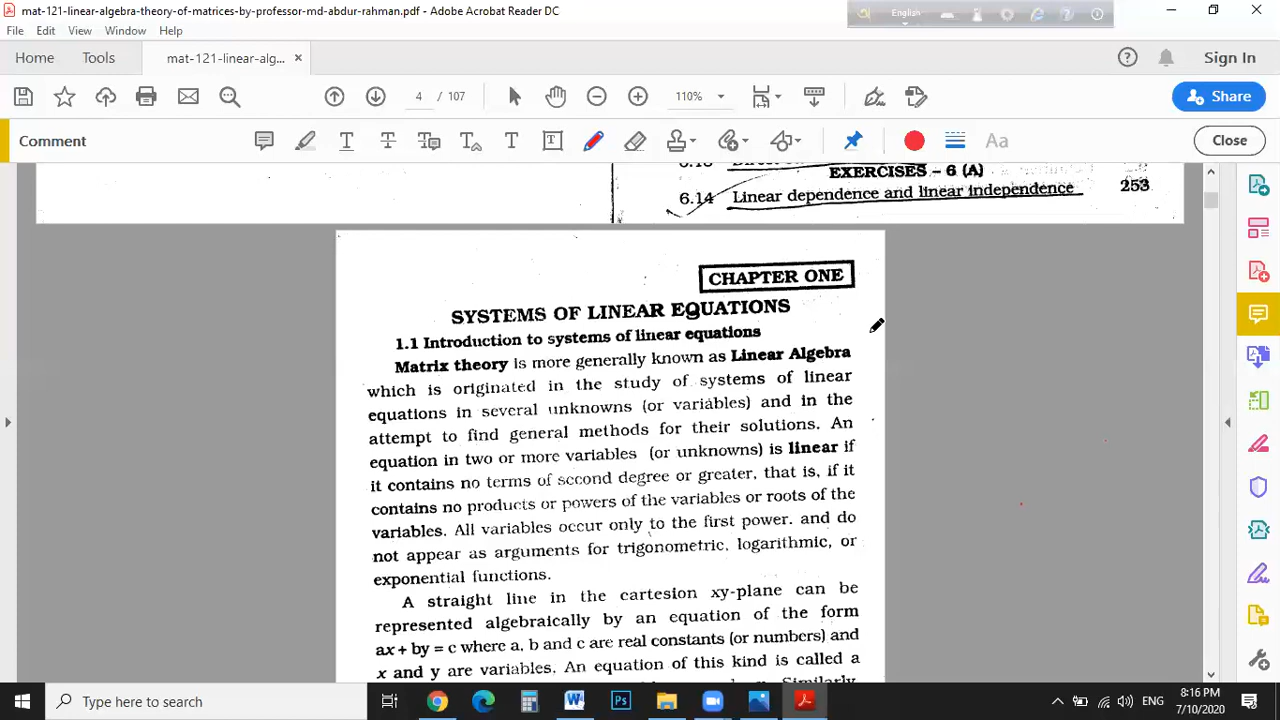 mat-121-linear-algebra-theory-of-matrices-by-professor-md-abdur-rahman.pdf - Adobe Acrobat Reader DC
English
File Edit View Window Help
Home Tools mat-121-linear-alg... × Sign In
4 / 107 110% Share
Comment Aa Close
EXERCISES – 6 (A)
6.14 Linear dependence and linear independence 253
CHAPTER ONE
SYSTEMS OF LINEAR EQUATIONS
1.1 Introduction to systems of linear equations
Matrix theory is more generally known as Linear Algebra
which is originated in the study of systems of linear
equations in several unknowns (or variables) and in the
attempt to find general methods for their solutions. An
equation in two or more variables (or unknowns) is linear if
it contains no terms of second degree or greater, that is, if it
contains no products or powers of the variables or roots of the
variables. All variables occur only to the first power. and do
not appear as arguments for trigonometric, logarithmic, or
exponential functions.
A straight line in the cartesion xy-plane can be
represented algebraically by an equation of the form
ax + by = c where a, b and c are real constants (or numbers) and
x and y are variables. An equation of this kind is called a
Similarly
Type here to search
ENG
8:16 PM
7/10/2020